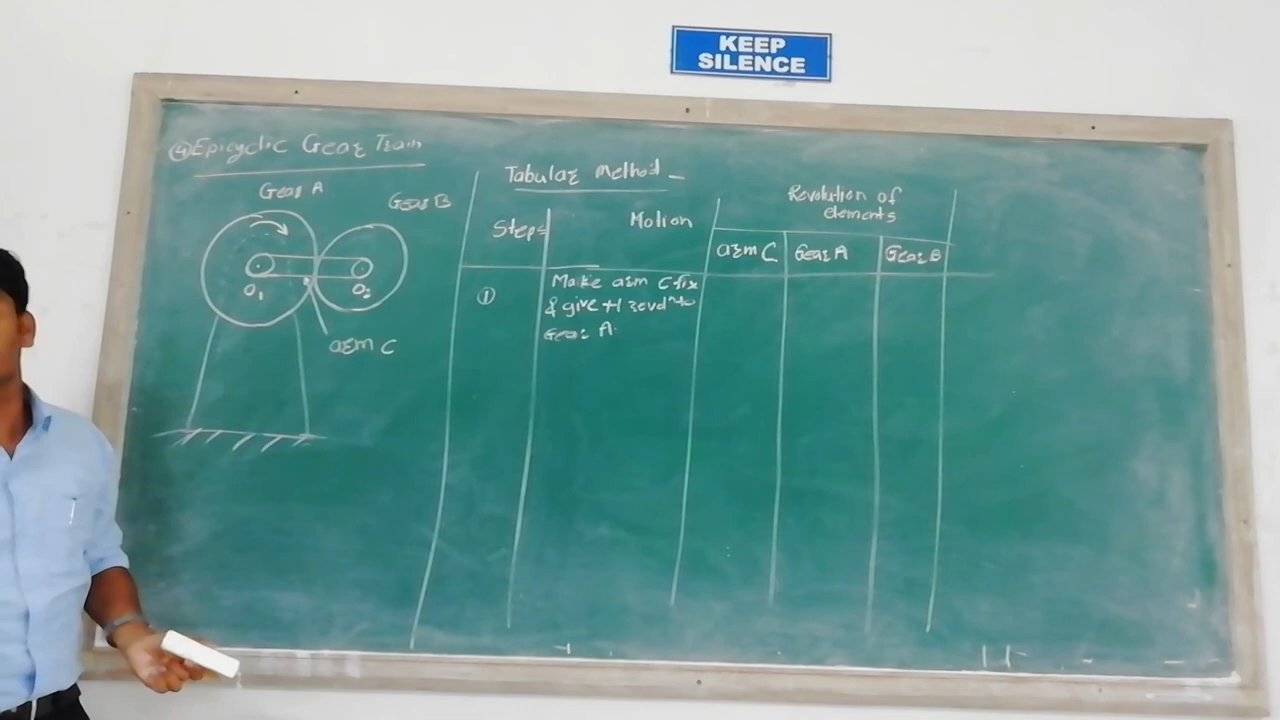 KEEP
SILENCE
④ Epicyclic Gear Train
Gear A
Gear B
O₁
O₂
arm C
Tabular Method
Steps
Motion
Revolution of
elements
arm C
Gear A
Gear B
①
Make arm C fix
& give +1 revolⁿ to
Gear A.